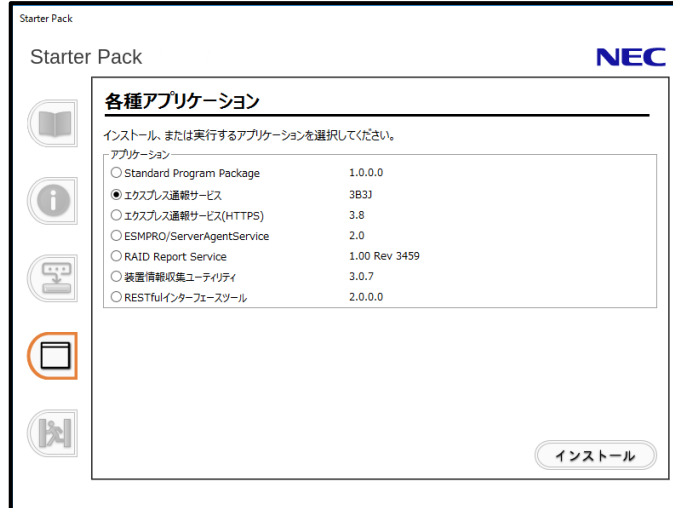 Starter Pack
Starter Pack
NEC
各種アプリケーション
インストール、または実行するアプリケーションを選択してください。
アプリケーション
Standard Program Package 1.0.0.0
エクスプレス通報サービス 3B3J
エクスプレス通報サービス(HTTPS) 3.8
ESMPRO/ServerAgentService 2.0
RAID Report Service 1.00 Rev 3459
装置情報収集ユーティリティ 3.0.7
RESTfulインターフェースツール 2.0.0.0
インストール